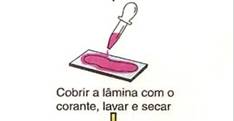 Cobrir a lâmina com o
corante, lavar e secar